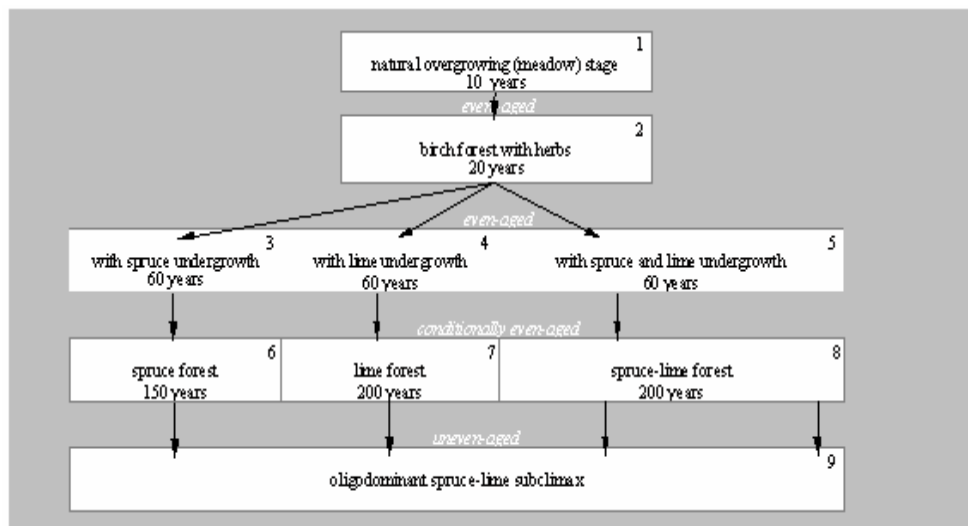 1
natural overgrowing (meadow) stage
10 years
even-aged
2
birch forest with herbs
20 years
even-aged
3
with spruce undergrowth
60 years
4
with lime undergrowth
60 years
5
with spruce and lime undergrowth
60 years
conditionally even-aged
6
spruce forest
150 years
7
lime forest
200 years
8
spruce-lime forest
200 years
uneven-aged
9
oligodominant spruce-lime subclimax